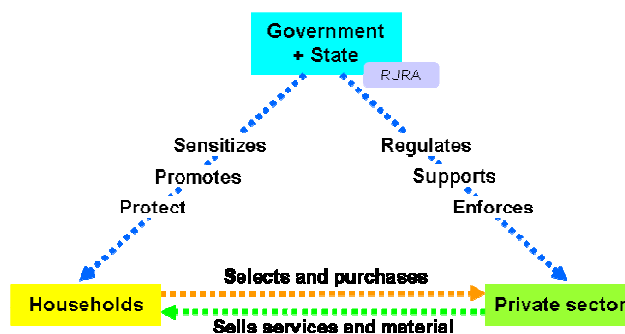 Government
+ State
RURA
Sensitizes
Regulates
Promotes
Supports
Protect
Enforces
Selects and purchases
Households
Private sector
Sells services and material